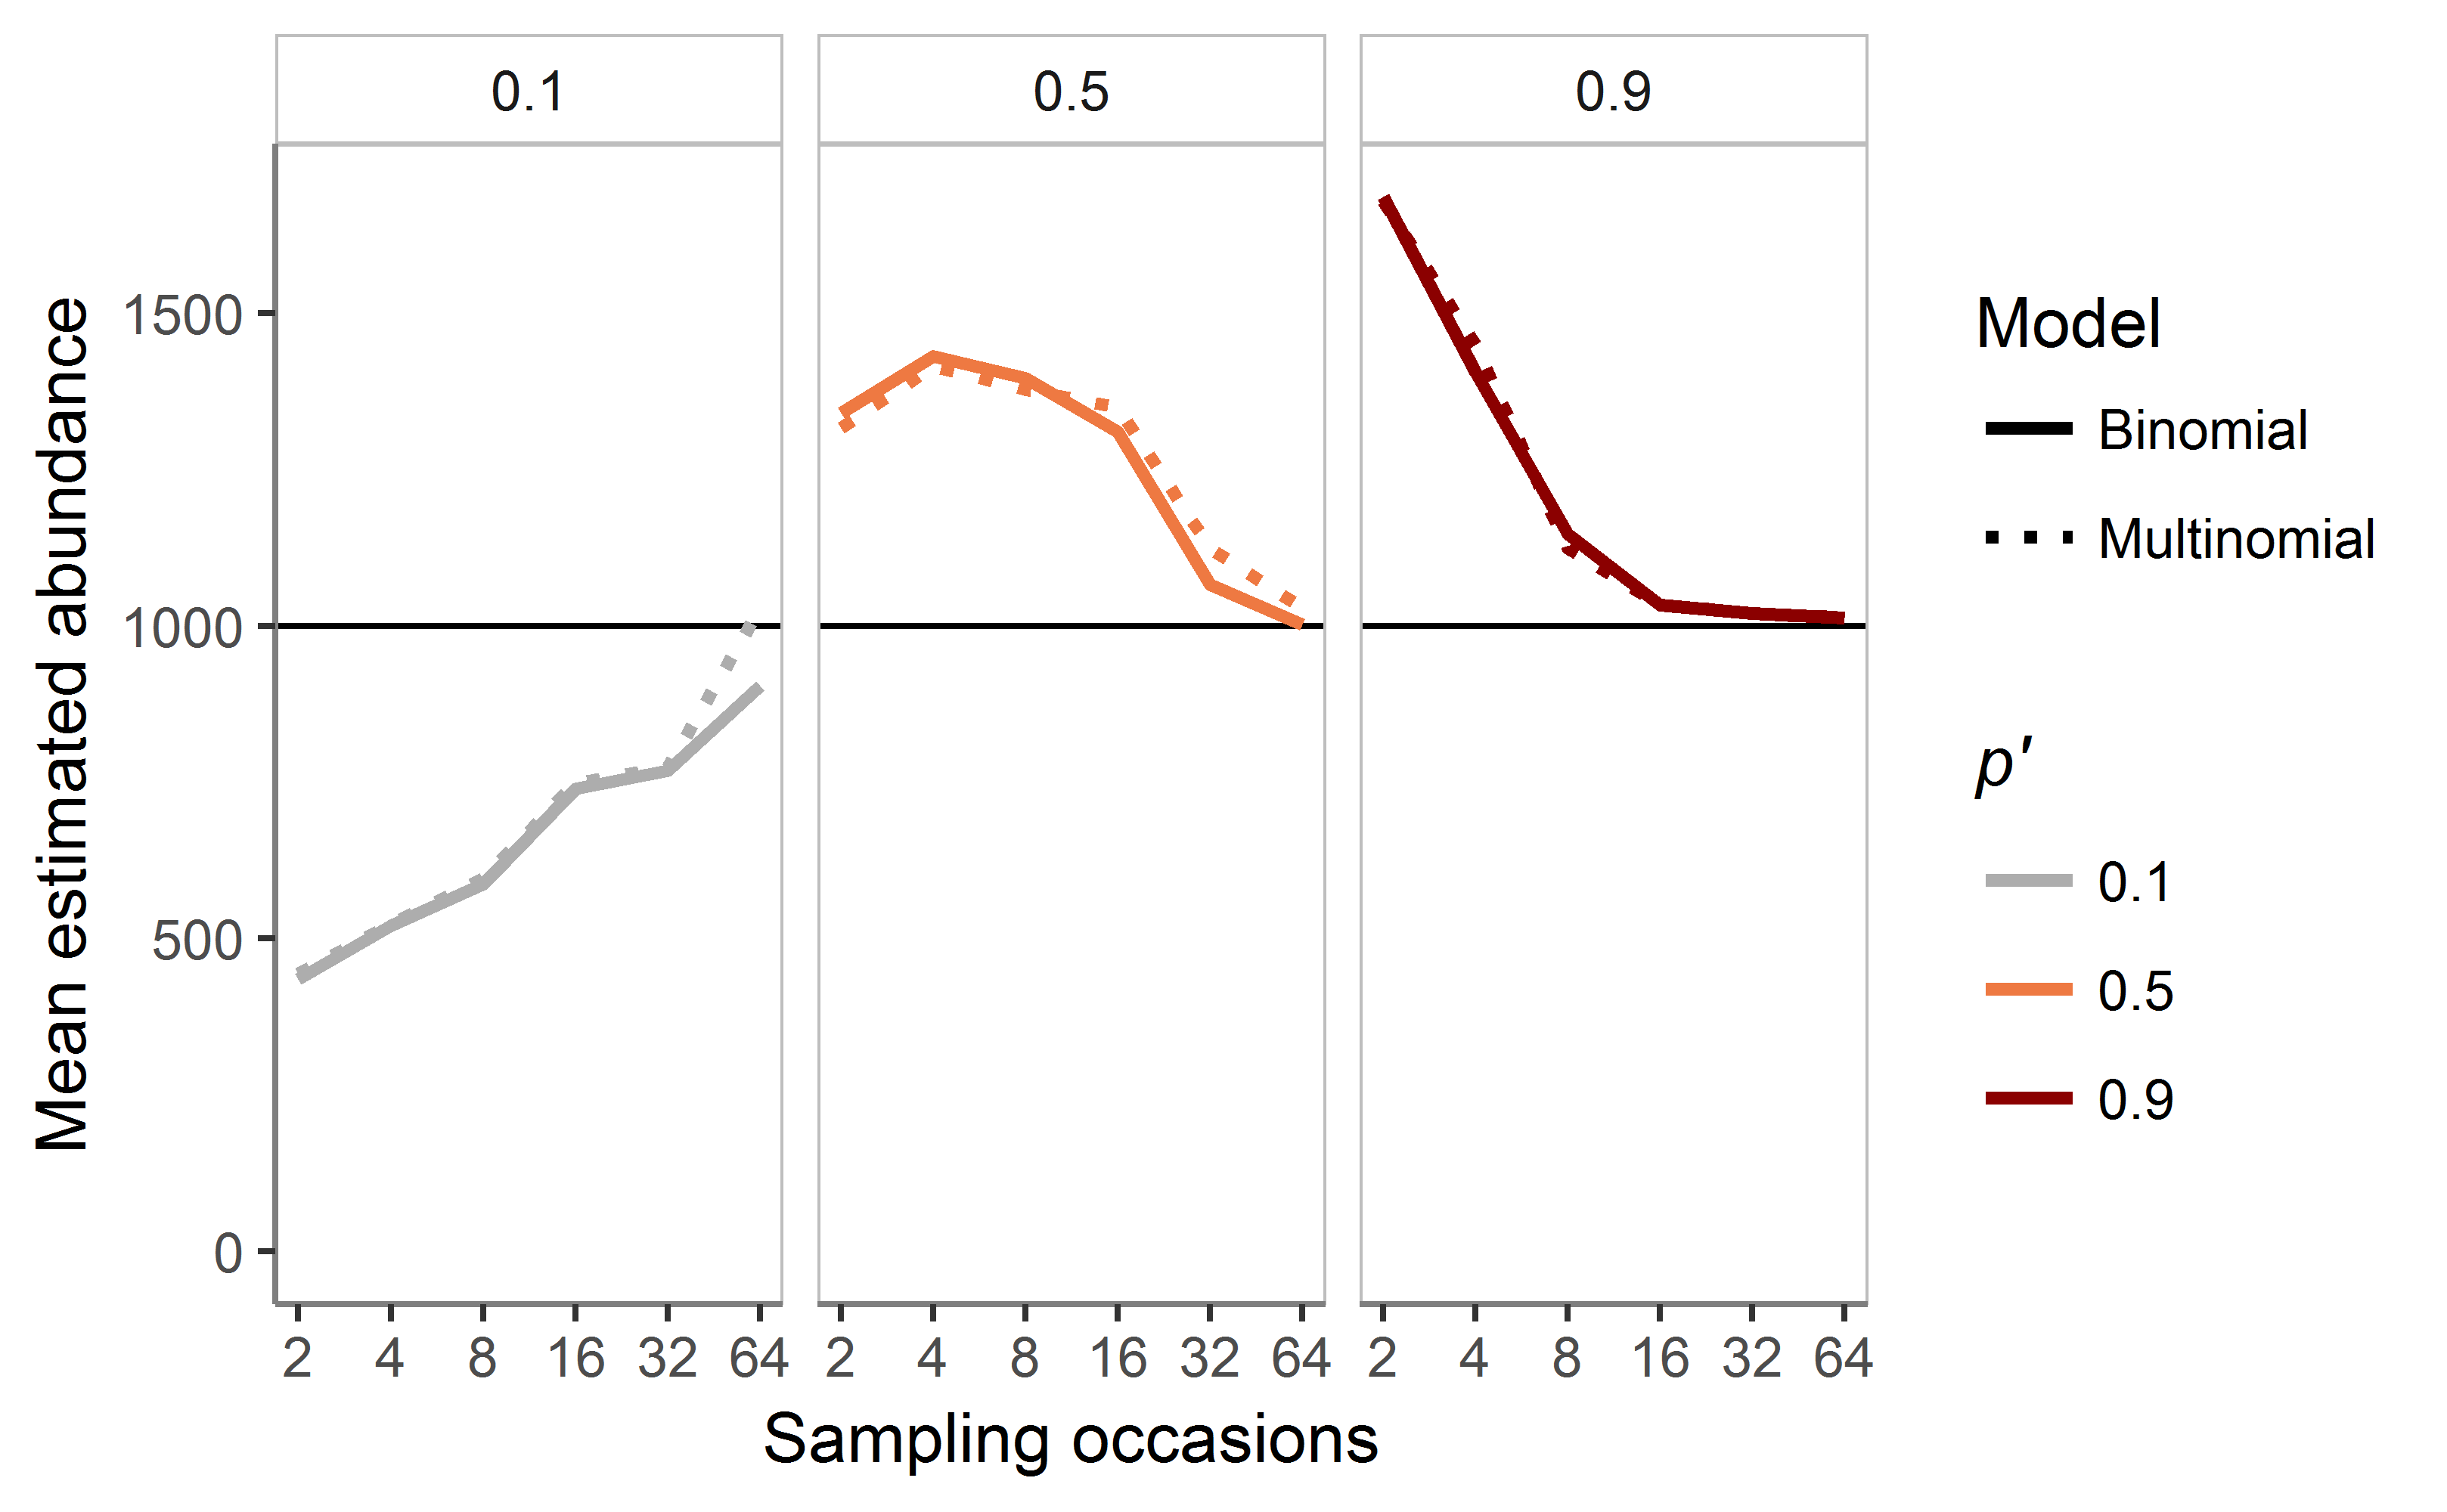 0.1 0.5 0.9
Mean estimated abundance
1500
1000
500
0
2 4 8 16 32 64 2 4 8 16 32 64 2 4 8 16 32 64
Sampling occasions
Model
Binomial
Multinomial
p'
0.1
0.5
0.9